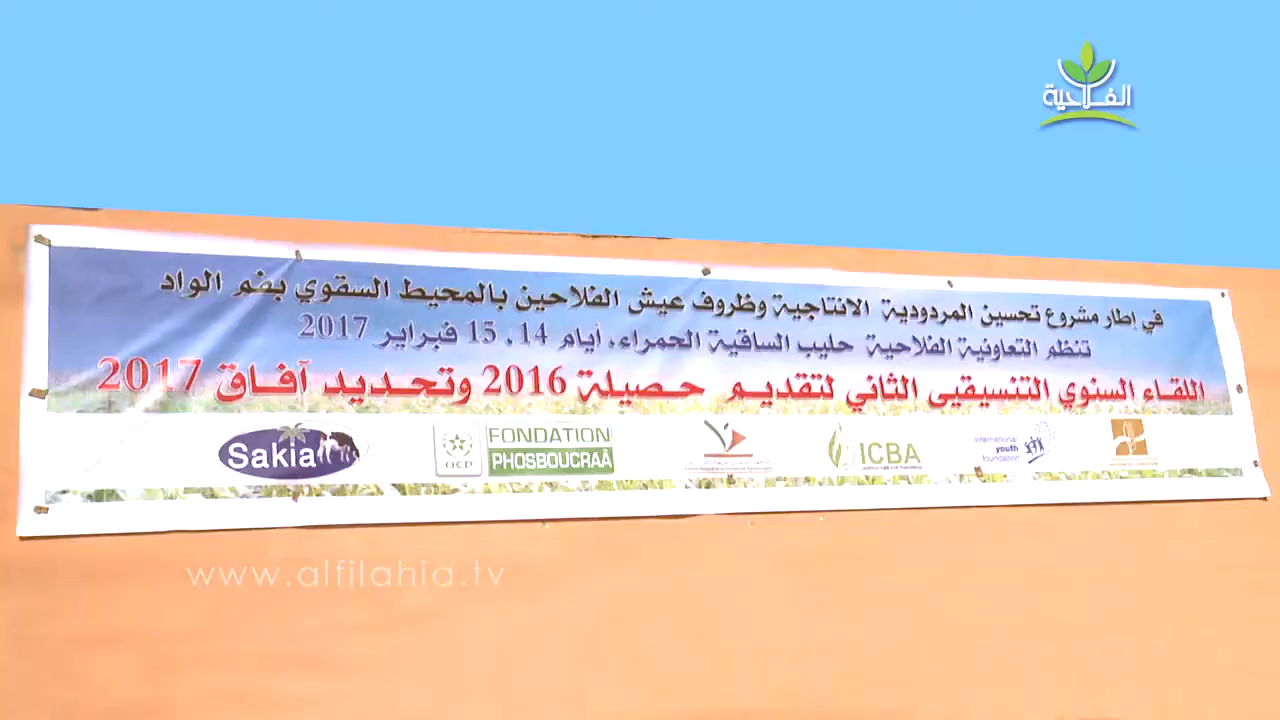 الفلاحية
في إطار مشروع تحسين المردودية الانتاجية وظروف عيش الفلاحين بالمحيط السقوي بفم الواد
تنظم التعاونية الفلاحية حليب الساقية الحمراء، أيام 14، 15 فبراير 2017
اللقاء السنوي التنسيقي الثاني لتقديم حصيلة 2016 وتحديد آفاق 2017
Sakia
OCP
FONDATION
PHOSBOUCRAÂ
ICBA
international
youth
foundation
www.alfilahia.tv